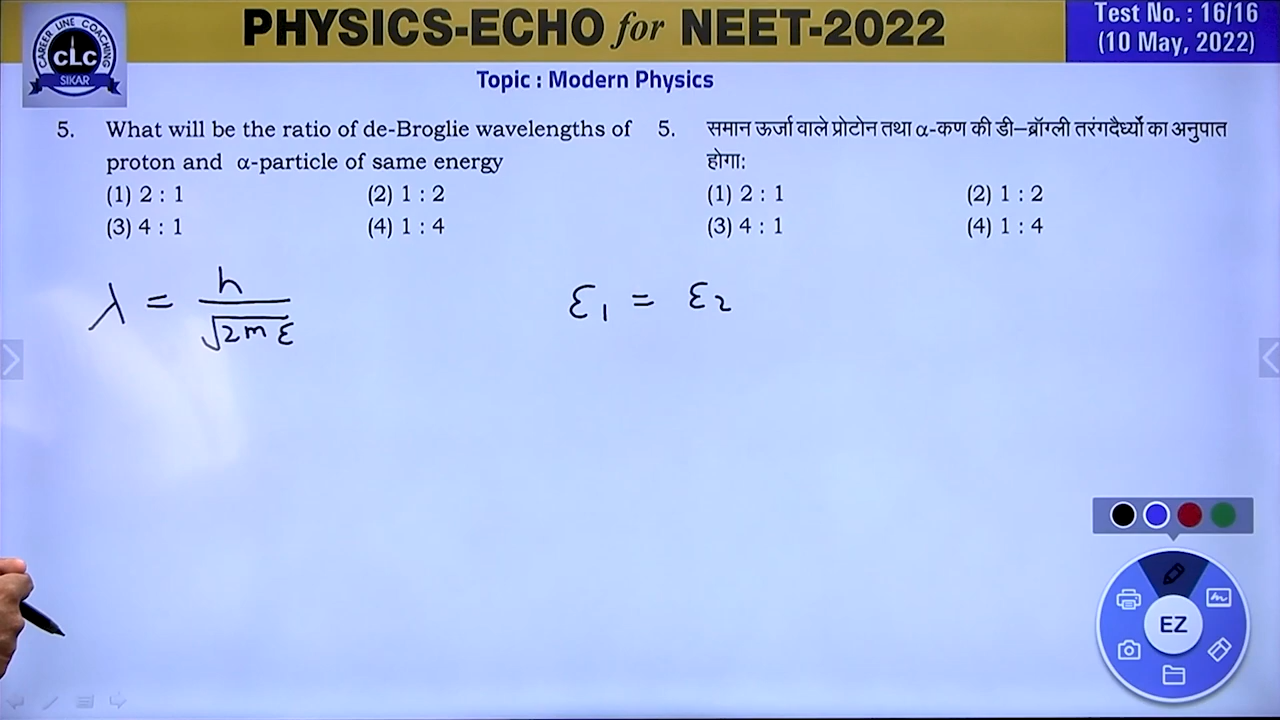 CAREER LINE COACHING
CLC
SIKAR
PHYSICS-ECHO for NEET-2022
Test No. : 16/16
(10 May, 2022)
Topic : Modern Physics
5. What will be the ratio of de-Broglie wavelengths of
proton and α-particle of same energy
(1) 2 : 1 (2) 1 : 2
(3) 4 : 1 (4) 1 : 4
5. समान ऊर्जा वाले प्रोटोन तथा α-कण की डी–ब्रॉग्ली तरंगदैर्ध्यों का अनुपात
होगा:
(1) 2 : 1 (2) 1 : 2
(3) 4 : 1 (4) 1 : 4
λ = h / √2mE
E1 = E2
EZ